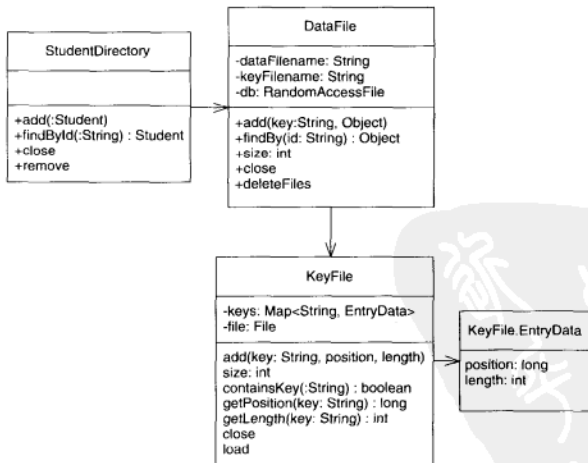 StudentDirectory
+add(:Student)
+findById(:String) : Student
+close
+remove
DataFile
-dataFilename: String
-keyFilename: String
-db: RandomAccessFile
+add(key:String, Object)
+findBy(id: String) : Object
+size: int
+close
+deleteFiles
KeyFile
-keys: Map<String, EntryData>
-file: File
add(key: String, position, length)
size: int
containsKey(:String) : boolean
getPosition(key: String) : long
getLength(key: String) : int
close
load
KeyFile.EntryData
position: long
length: int